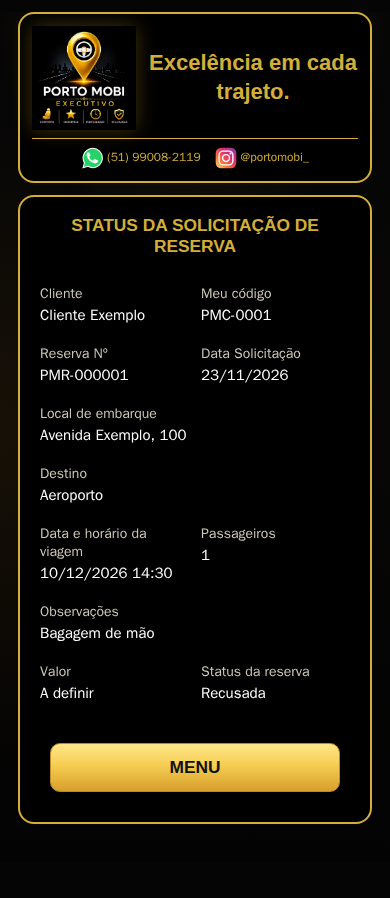 PORTO MOBI
EXECUTIVO
Excelência em cada
trajeto.
(51) 99008-2119 @portomobi_
STATUS DA SOLICITAÇÃO DE
RESERVA
Cliente Meu código
Cliente Exemplo PMC-0001
Reserva Nº Data Solicitação
PMR-000001 23/11/2026
Local de embarque
Avenida Exemplo, 100
Destino
Aeroporto
Data e horário da
viagem
Passageiros
10/12/2026 14:30
1
Observações
Bagagem de mão
Valor Status da reserva
A definir Recusada
MENU